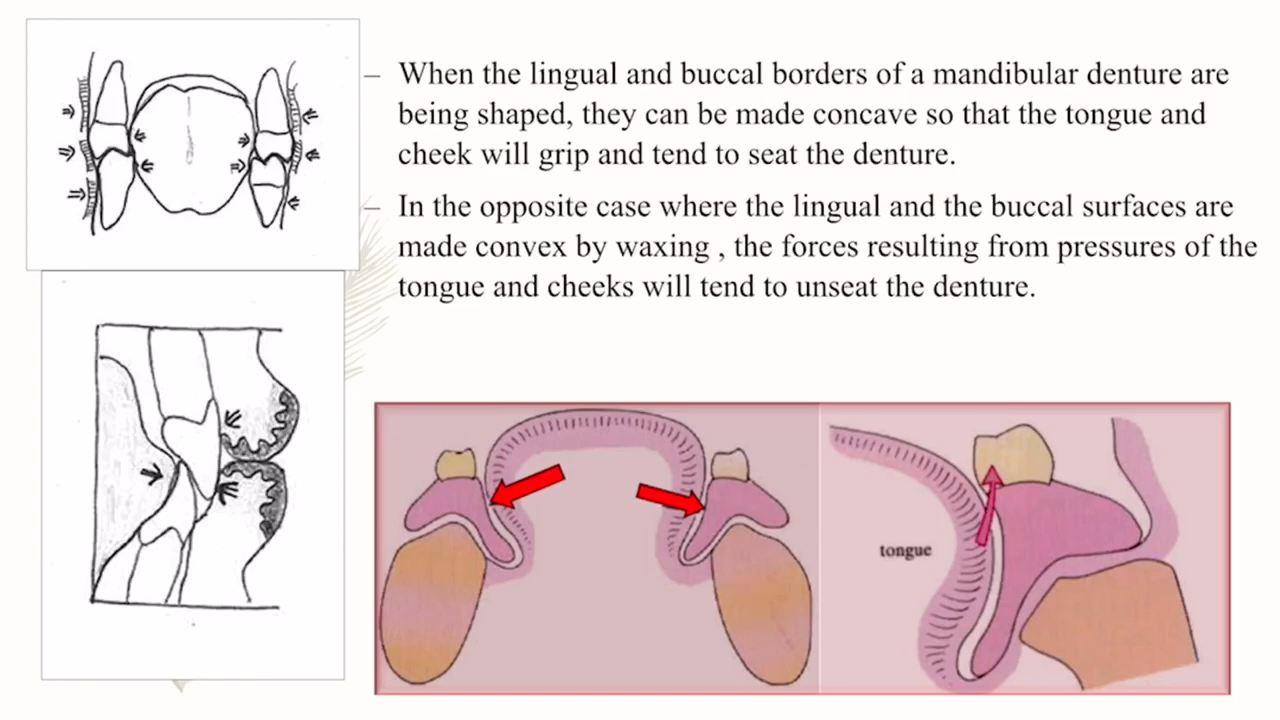 – When the lingual and buccal borders of a mandibular denture are
being shaped, they can be made concave so that the tongue and
cheek will grip and tend to seat the denture.
– In the opposite case where the lingual and the buccal surfaces are
made convex by waxing , the forces resulting from pressures of the
tongue and cheeks will tend to unseat the denture.
tongue